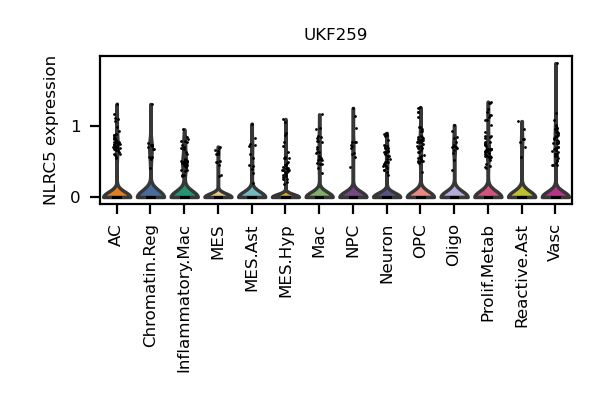 UKF259
NLRC5 expression
1
0
AC
Chromatin.Reg
Inflammatory.Mac
MES
MES.Ast
MES.Hyp
Mac
NPC
Neuron
OPC
Oligo
Prolif.Metab
Reactive.Ast
Vasc